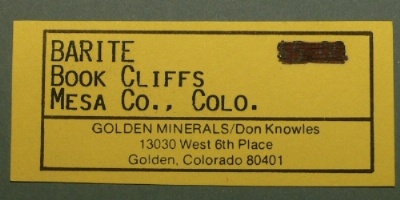 BARITE
BOOK CLIFFS
MESA CO., COLO.
GOLDEN MINERALS/Don Knowles
13030 West 6th Place
Golden, Colorado 80401